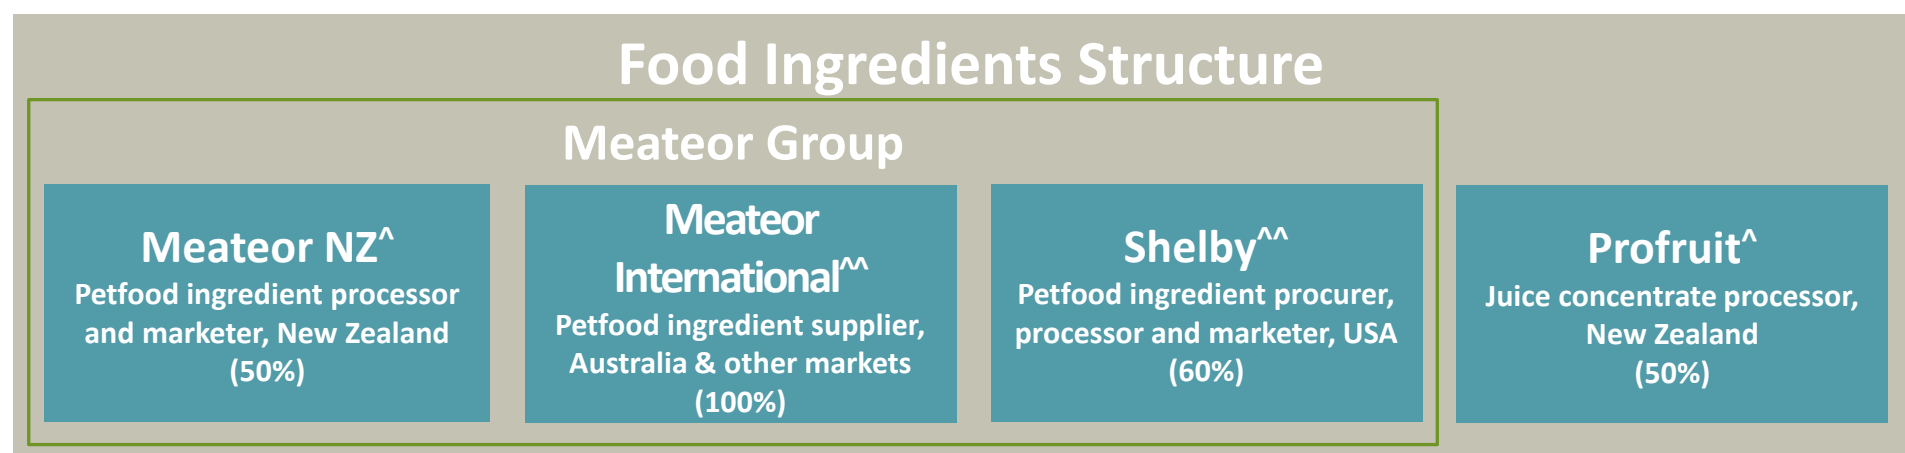 Food Ingredients Structure
Meateor Group
Meateor NZ^
Petfood ingredient processor
and marketer, New Zealand
(50%)
Meateor
International^^
Petfood ingredient supplier,
Australia & other markets
(100%)
Shelby^^
Petfood ingredient procurer,
processor and marketer, USA
(60%)
Profruit^
Juice concentrate processor,
New Zealand
(50%)